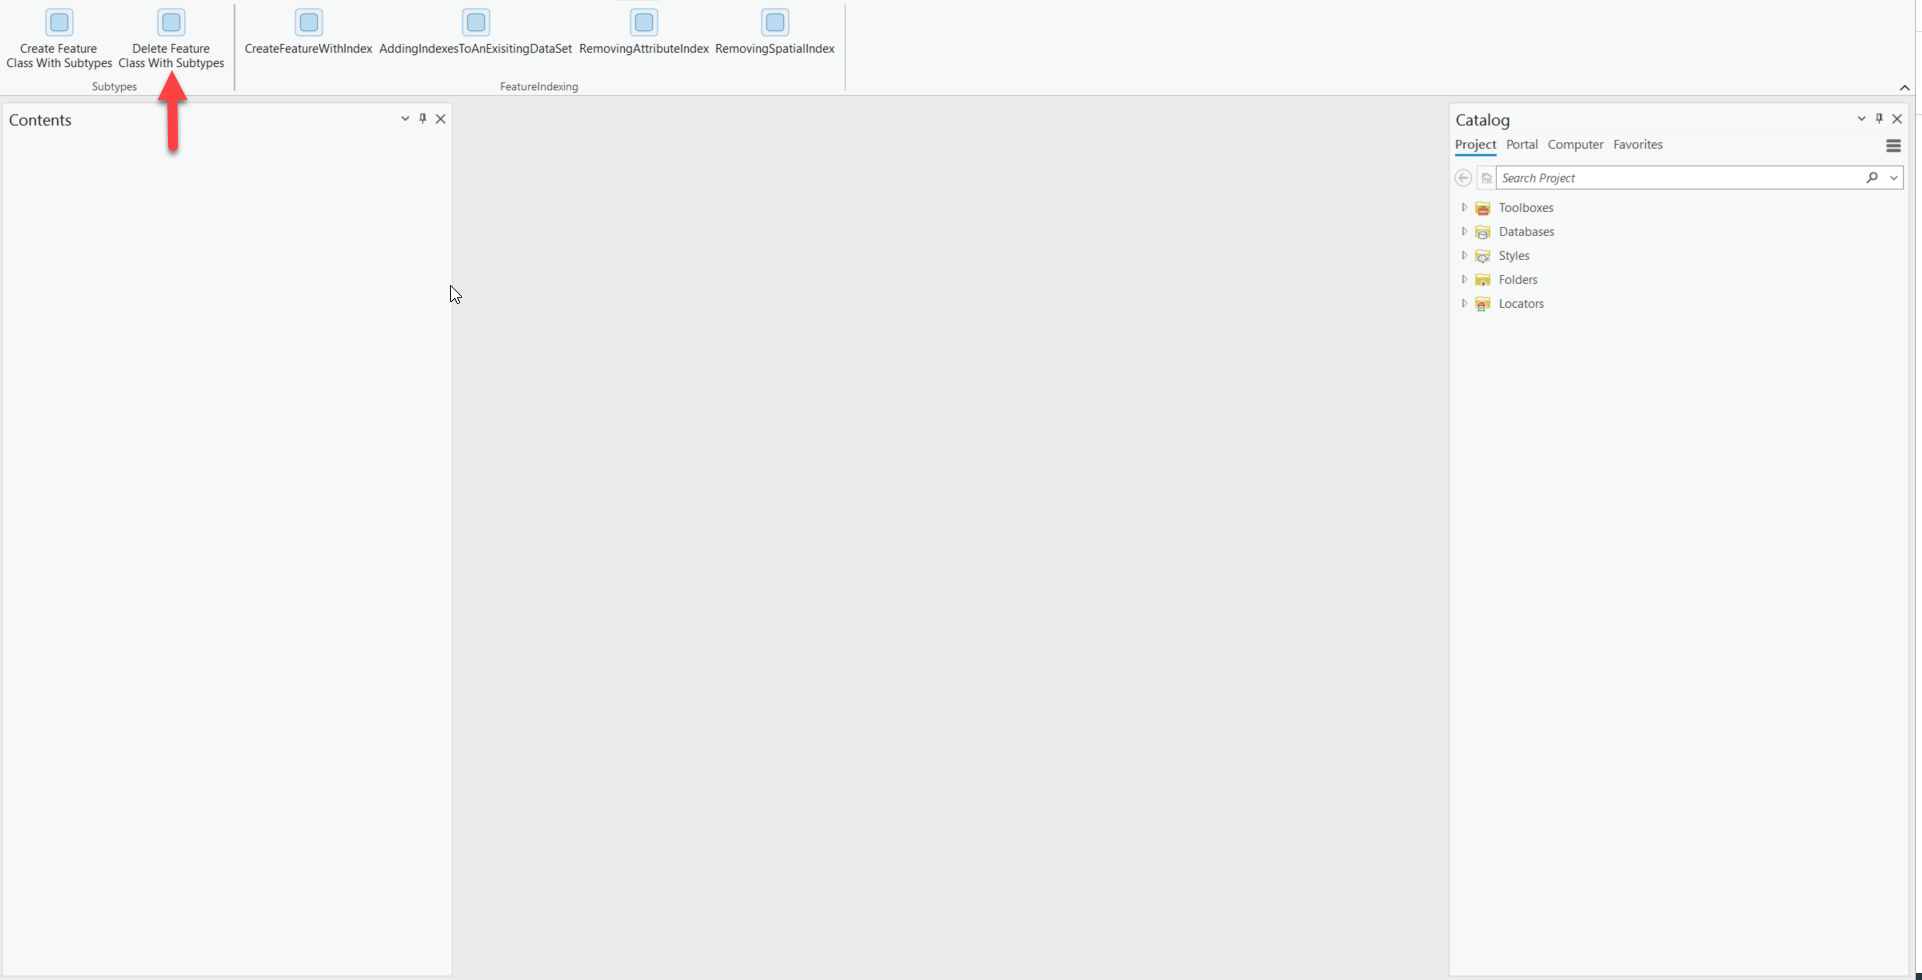 Create Feature
Class With Subtypes
Delete Feature
Class With Subtypes
Subtypes
CreateFeatureWithIndex
AddingIndexesToAnExisitingDataSet
RemovingAttributeIndex
RemovingSpatialIndex
FeatureIndexing
Contents
Catalog
Project Portal Computer Favorites
Search Project
Toolboxes
Databases
Styles
Folders
Locators